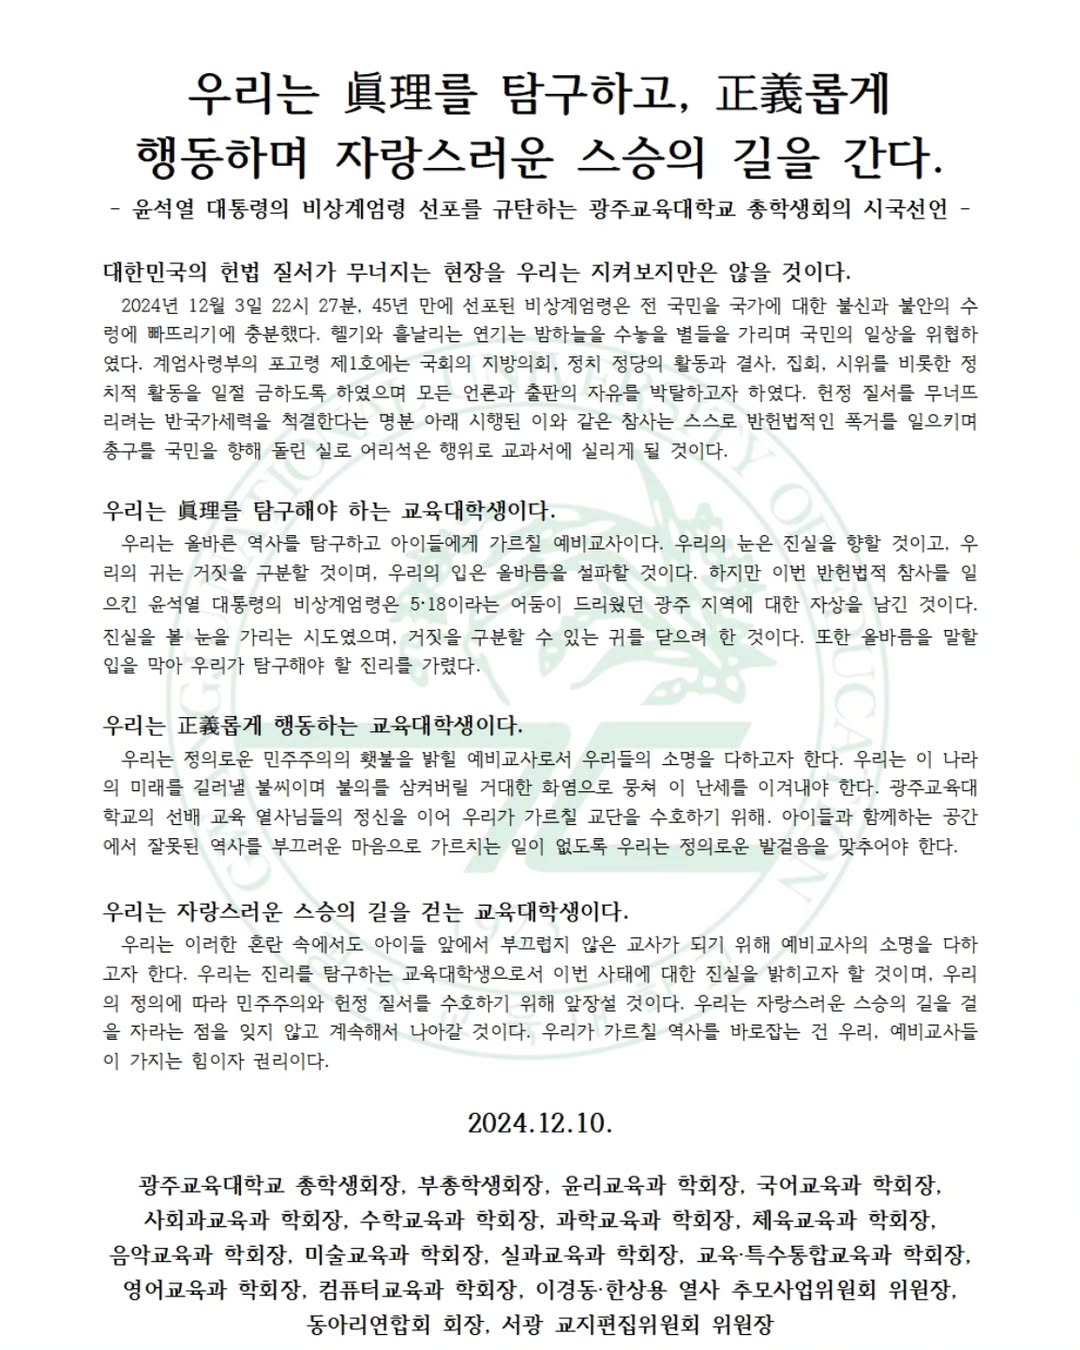 우리는 眞理를 탐구하고, 正義롭게
행동하며 자랑스러운 스승의 길을 간다.
- 윤석열 대통령의 비상계엄령 선포를 규탄하는 광주교육대학교 총학생회의 시국선언 -
대한민국의 헌법 질서가 무너지는 현장을 우리는 지켜보지만은 않을 것이다.
2024년 12월 3일 22시 27분, 45년 만에 선포된 비상계엄령은 전 국민을 국가에 대한 불신과 불안의 수
렁에 빠뜨리기에 충분했다. 헬기와 흩날리는 연기는 밤하늘을 수놓을 별들을 가리며 국민의 일상을 위협하
였다. 계엄사령부의 포고령 제1호에는 국회의 지방의회, 정치 정당의 활동과 결사, 집회, 시위를 비롯한 정
치적 활동을 일절 금하도록 하였으며 모든 언론과 출판의 자유를 박탈하고자 하였다. 헌정 질서를 무너뜨
리려는 반국가세력을 척결한다는 명분 아래 시행된 이와 같은 참사는 스스로 반헌법적인 폭거를 일으키며
총구를 국민을 향해 돌린 실로 어리석은 행위로 교과서에 실리게 될 것이다.
우리는 眞理를 탐구해야 하는 교육대학생이다.
우리는 올바른 역사를 탐구하고 아이들에게 가르칠 예비교사이다. 우리의 눈은 진실을 향할 것이고, 우
리의 귀는 거짓을 구분할 것이며, 우리의 입은 올바름을 설파할 것이다. 하지만 이번 반헌법적 참사를 일
으킨 윤석열 대통령의 비상계엄령은 5·18이라는 어둠이 드리웠던 광주 지역에 대한 자상을 남긴 것이다.
진실을 볼 눈을 가리는 시도였으며, 거짓을 구분할 수 있는 귀를 닫으려 한 것이다. 또한 올바름을 말할
입을 막아 우리가 탐구해야 할 진리를 가렸다.
우리는 正義롭게 행동하는 교육대학생이다.
우리는 정의로운 민주주의의 횃불을 밝힐 예비교사로서 우리들의 소명을 다하고자 한다. 우리는 이 나라
의 미래를 길러낼 불씨이며 불의를 삼켜버릴 거대한 화염으로 뭉쳐 이 난세를 이겨내야 한다. 광주교육대
학교의 선배 교육 열사님들의 정신을 이어 우리가 가르칠 교단을 수호하기 위해. 아이들과 함께하는 공간
에서 잘못된 역사를 부끄러운 마음으로 가르치는 일이 없도록 우리는 정의로운 발걸음을 맞추어야 한다.
우리는 자랑스러운 스승의 길을 걷는 교육대학생이다.
우리는 이러한 혼란 속에서도 아이들 앞에서 부끄럽지 않은 교사가 되기 위해 예비교사의 소명을 다하
고자 한다. 우리는 진리를 탐구하는 교육대학생으로서 이번 사태에 대한 진실을 밝히고자 할 것이며, 우리
의 정의에 따라 민주주의와 헌정 질서를 수호하기 위해 앞장설 것이다. 우리는 자랑스러운 스승의 길을 걸
을 자라는 점을 잊지 않고 계속해서 나아갈 것이다. 우리가 가르칠 역사를 바로잡는 건 우리, 예비교사들
이 가지는 힘이자 권리이다.
2024.12.10.
광주교육대학교 총학생회장, 부총학생회장, 윤리교육과 학회장, 국어교육과 학회장,
사회과교육과 학회장, 수학교육과 학회장, 과학교육과 학회장, 체육교육과 학회장,
음악교육과 학회장, 미술교육과 학회장, 실과교육과 학회장, 교육·특수통합교육과 학회장,
영어교육과 학회장, 컴퓨터교육과 학회장, 이경동·한상용 열사 추모사업위원회 위원장,
동아리연합회 회장, 서광 교지편집위원회 위원장